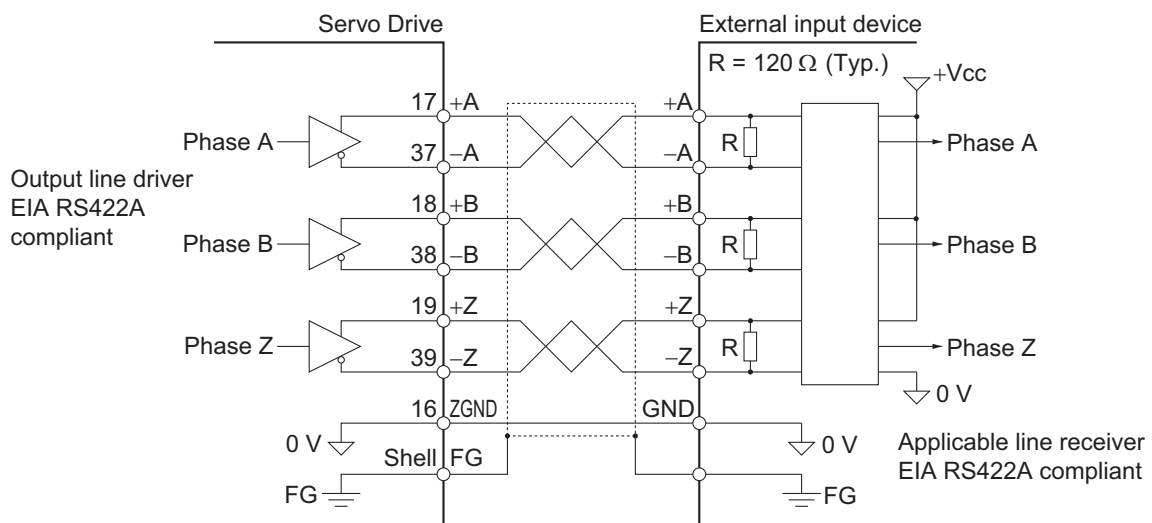 Servo Drive
External input device
R = 120 Ω (Typ.)
+Vcc
17 +A
+A
Phase A
R
Phase A
37 −A
−A
Output line driver
EIA RS422A
compliant
18 +B
+B
Phase B
R
Phase B
38 −B
−B
19 +Z
+Z
Phase Z
R
Phase Z
39 −Z
−Z
0 V
16 ZGND
GND
0 V
0 V
Applicable line receiver
EIA RS422A compliant
Shell FG
FG
FG